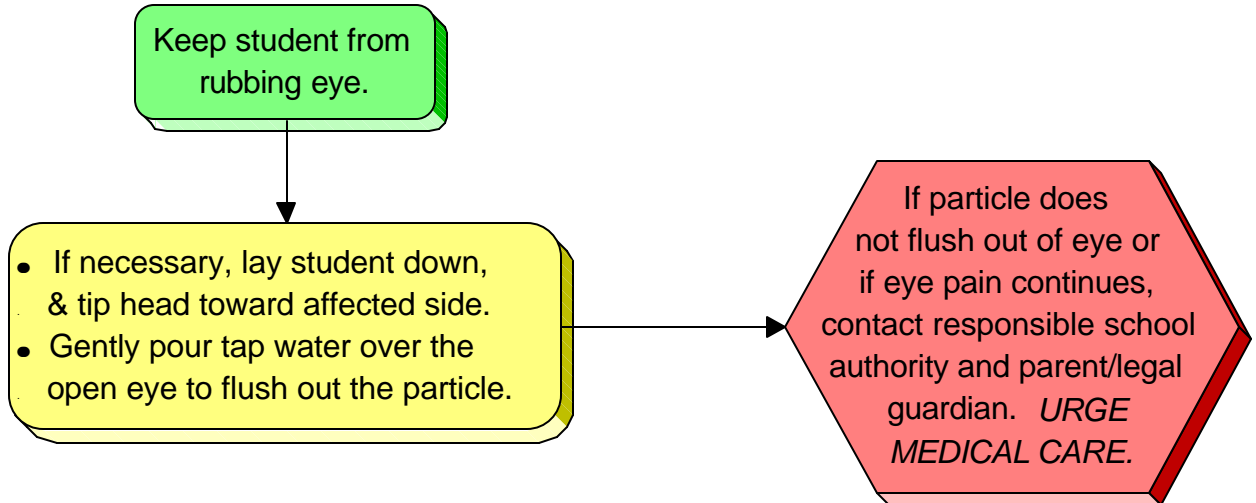 Keep student from
rubbing eye.
• If necessary, lay student down,
& tip head toward affected side.
• Gently pour tap water over the
open eye to flush out the particle.
If particle does
not flush out of eye or
if eye pain continues,
contact responsible school
authority and parent/legal
guardian. URGE
MEDICAL CARE.